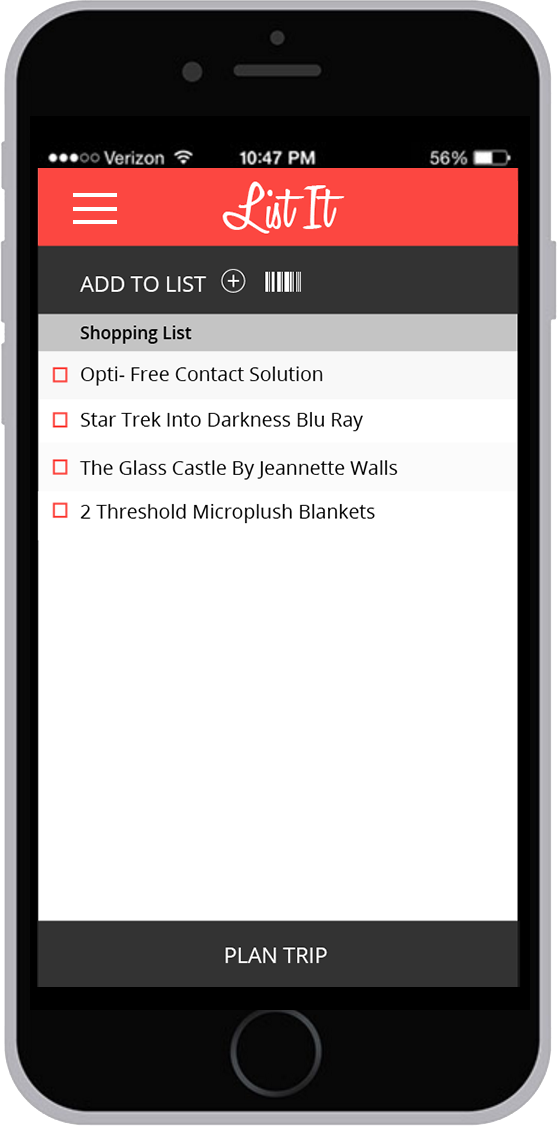 Verizon 10:47 PM 56%
List It
ADD TO LIST
Shopping List
Opti- Free Contact Solution
Star Trek Into Darkness Blu Ray
The Glass Castle By Jeannette Walls
2 Threshold Microplush Blankets
PLAN TRIP